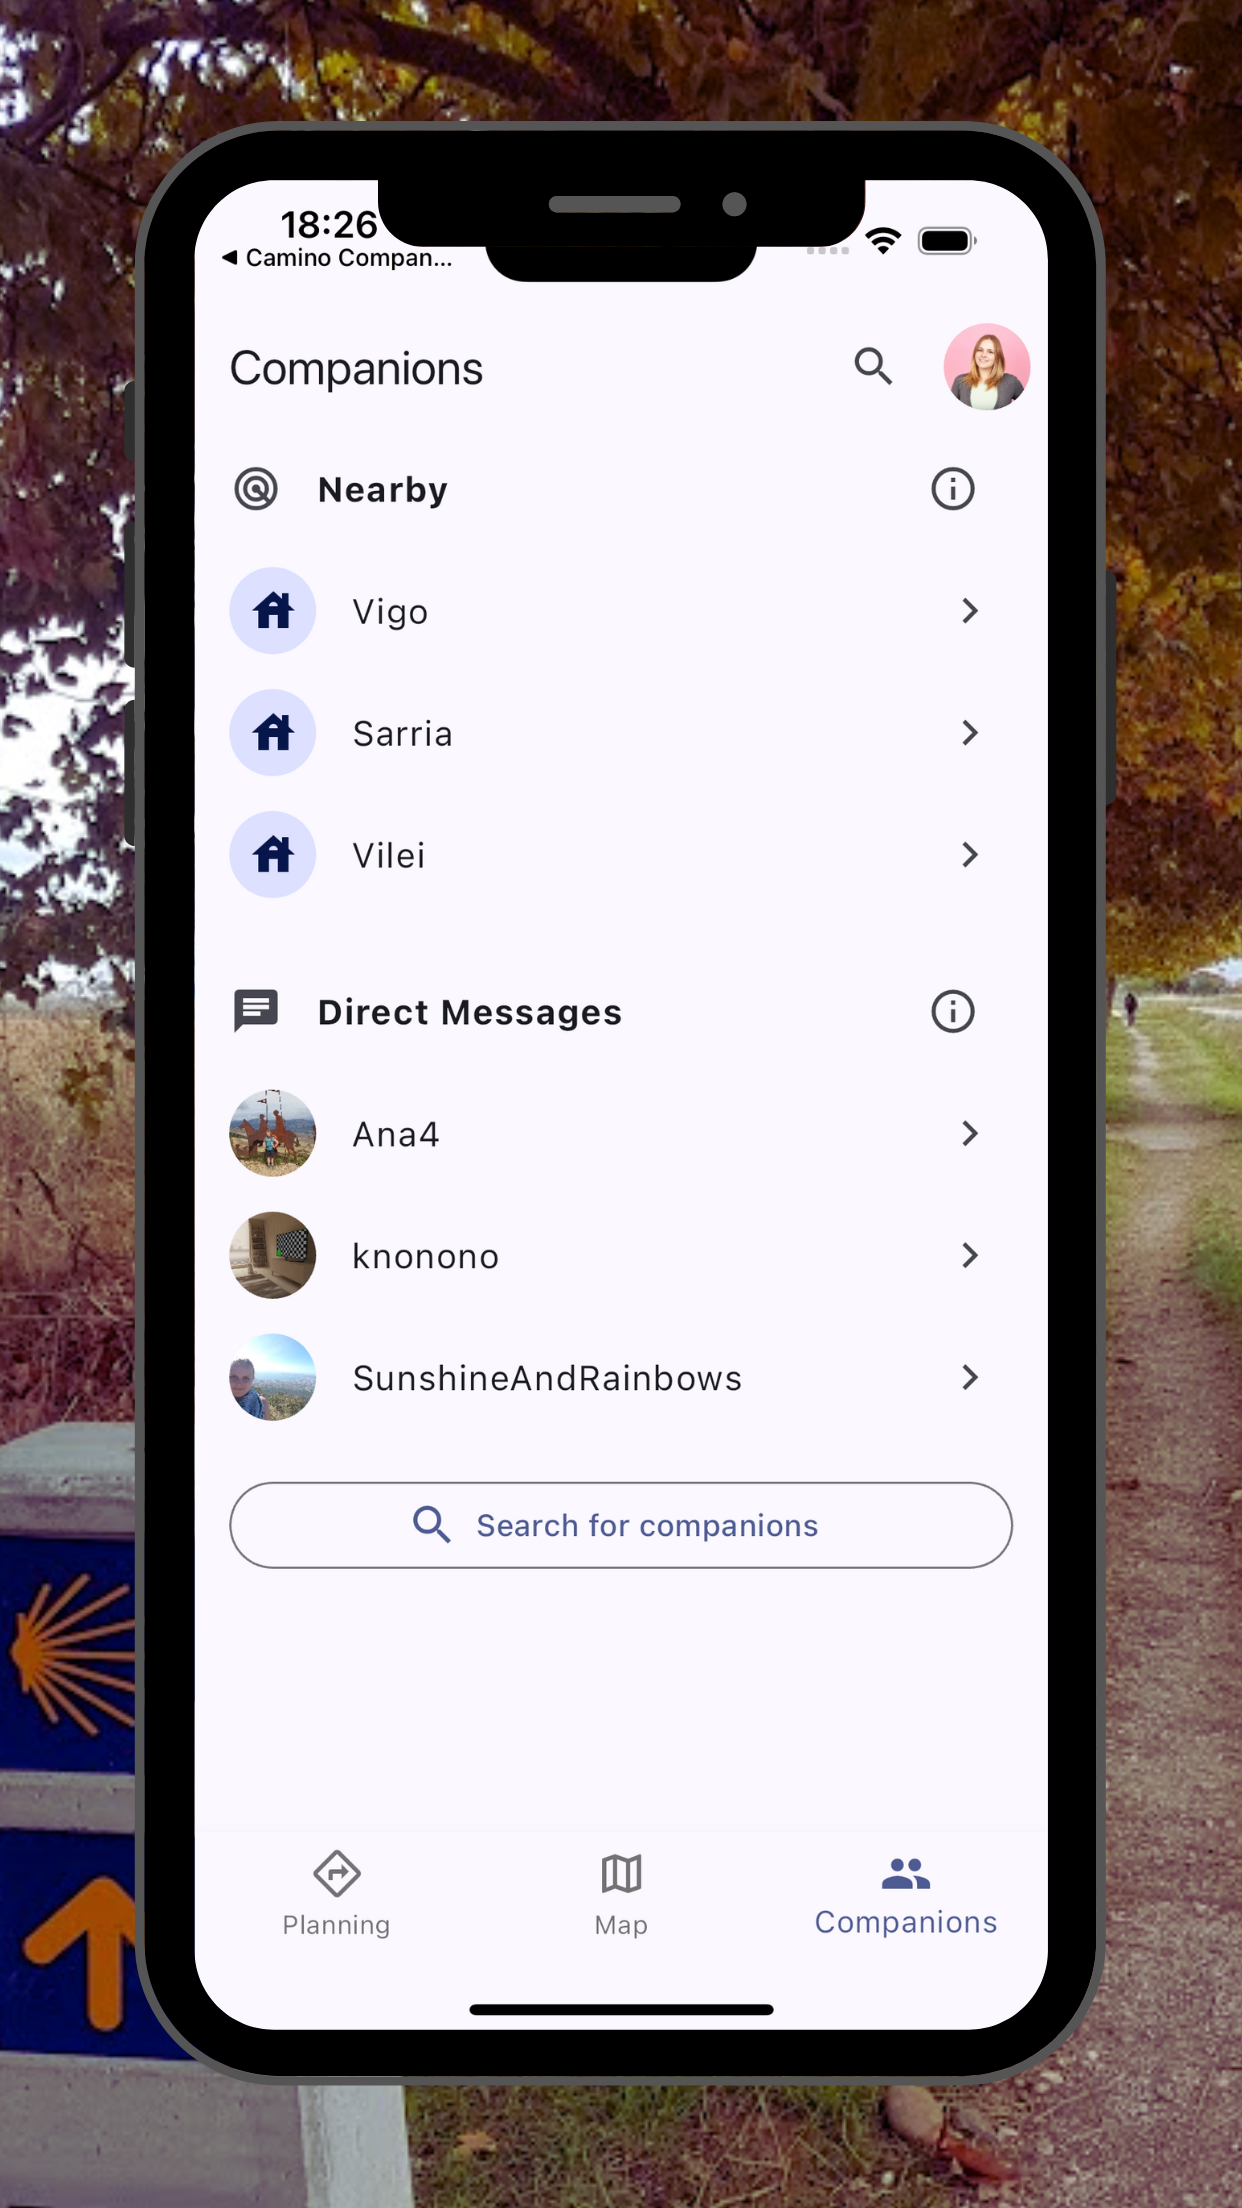 18:26
Camino Compan...
Companions
Nearby
Vigo
Sarria
Vilei
Direct Messages
Ana4
knonono
SunshineAndRainbows
Search for companions
Planning
Map
Companions